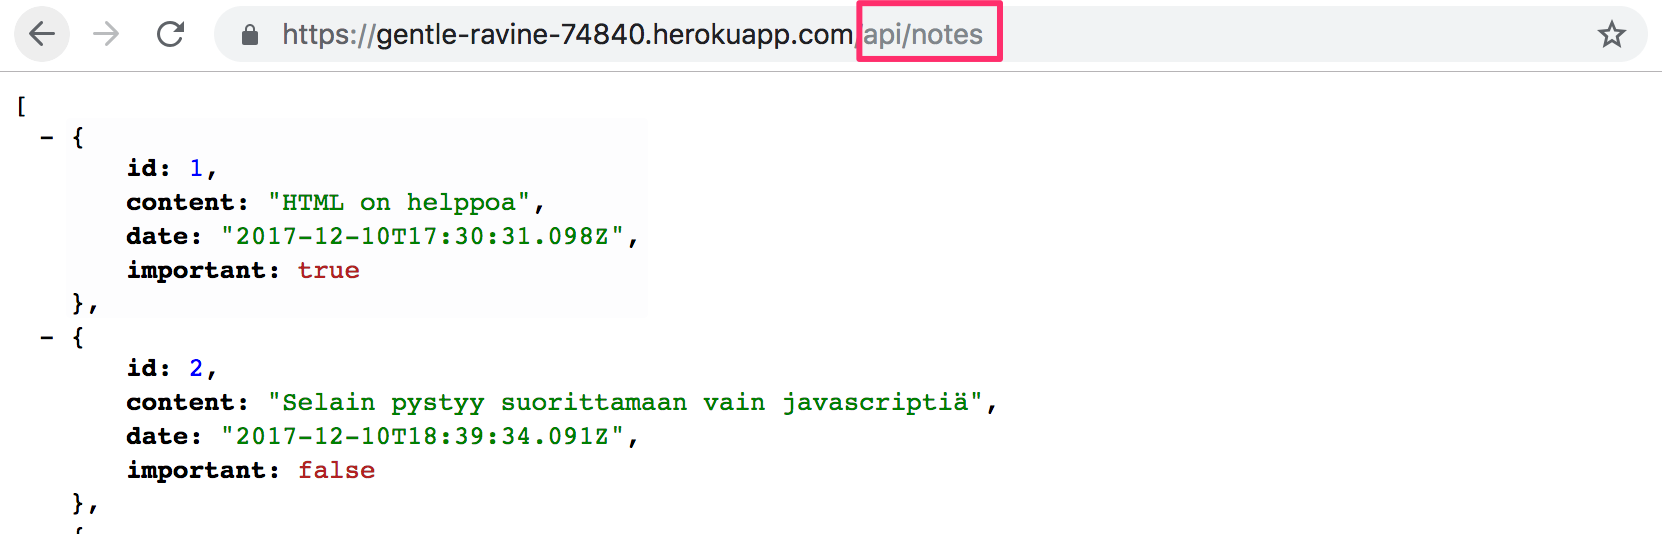 https://gentle-ravine-74840.herokuapp.com/api/notes
[
- {
id: 1,
content: "HTML on helppoa",
date: "2017-12-10T17:30:31.098Z",
important: true
},
- {
id: 2,
content: "Selain pystyy suorittamaan vain javascriptiä",
date: "2017-12-10T18:39:34.091Z",
important: false
},
{